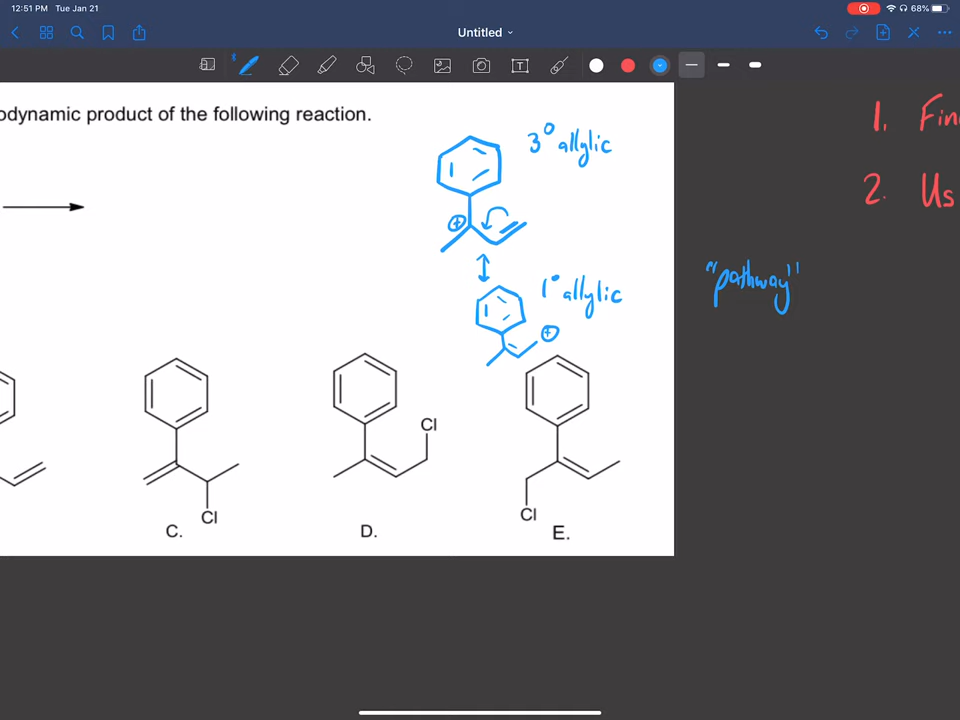 12:51 PM Tue Jan 21
68%
Untitled
T
odynamic product of the following reaction.
3° allylic
1. Fin
2. Us
+
1° allylic
"pathway"
+
Cl
Cl
Cl
C.
D.
E.